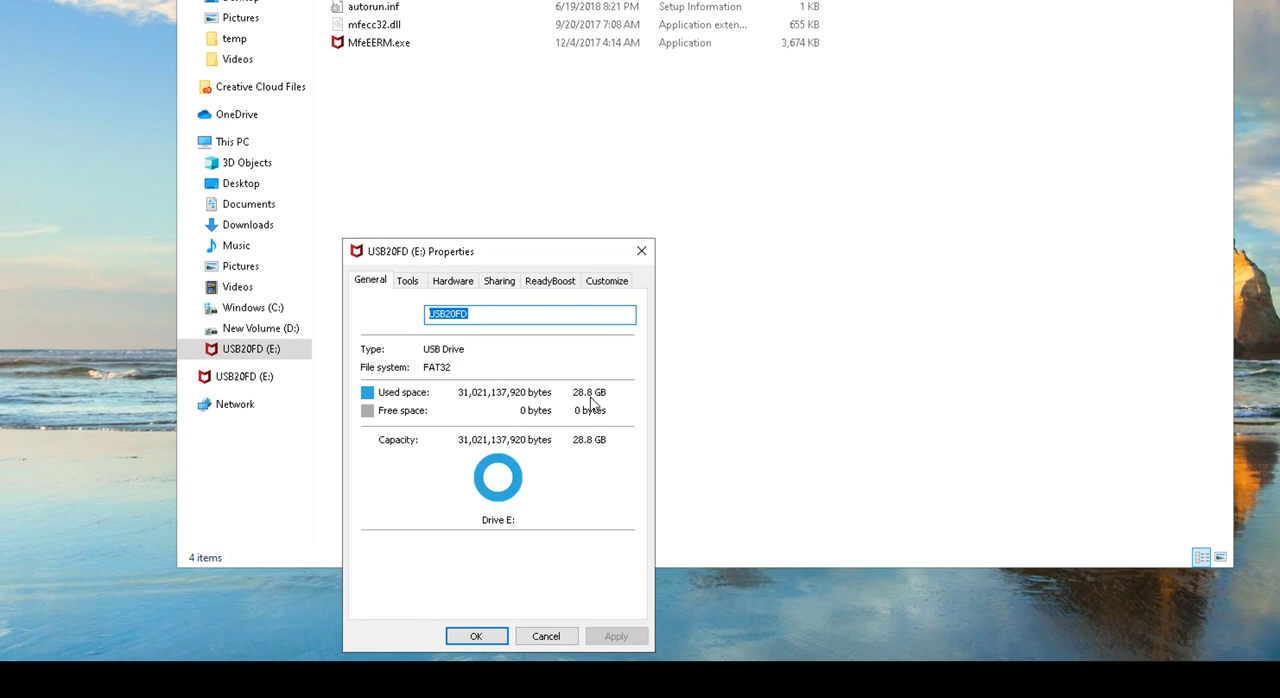 autorun.inf 6/19/2018 8:21 PM Setup Information 1 KB
Pictures
mfecc32.dll 9/20/2017 7:08 AM Application exten... 655 KB
temp
MfeEERM.exe 12/4/2017 4:14 AM Application 3,674 KB
Videos
Creative Cloud Files
OneDrive
This PC
3D Objects
Desktop
Documents
Downloads
Music
Pictures
Videos
Windows (C:)
New Volume (D:)
USB20FD (E:)
USB20FD (E:)
Network
4 items
USB20FD (E:) Properties
General Tools Hardware Sharing ReadyBoost Customize
USB20FD
Type: USB Drive
File system: FAT32
Used space: 31,021,137,920 bytes 28.8 GB
Free space: 0 bytes 0 bytes
Capacity: 31,021,137,920 bytes 28.8 GB
Drive E:
OK Cancel Apply